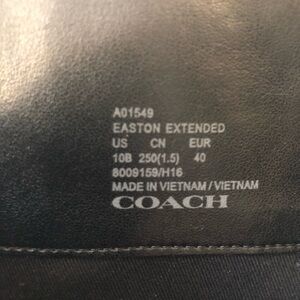 A01549
EASTON EXTENDED
US CN EUR
10B 250(1.5) 40
8009159/H16
MADE IN VIETNAM / VIETNAM
COACH